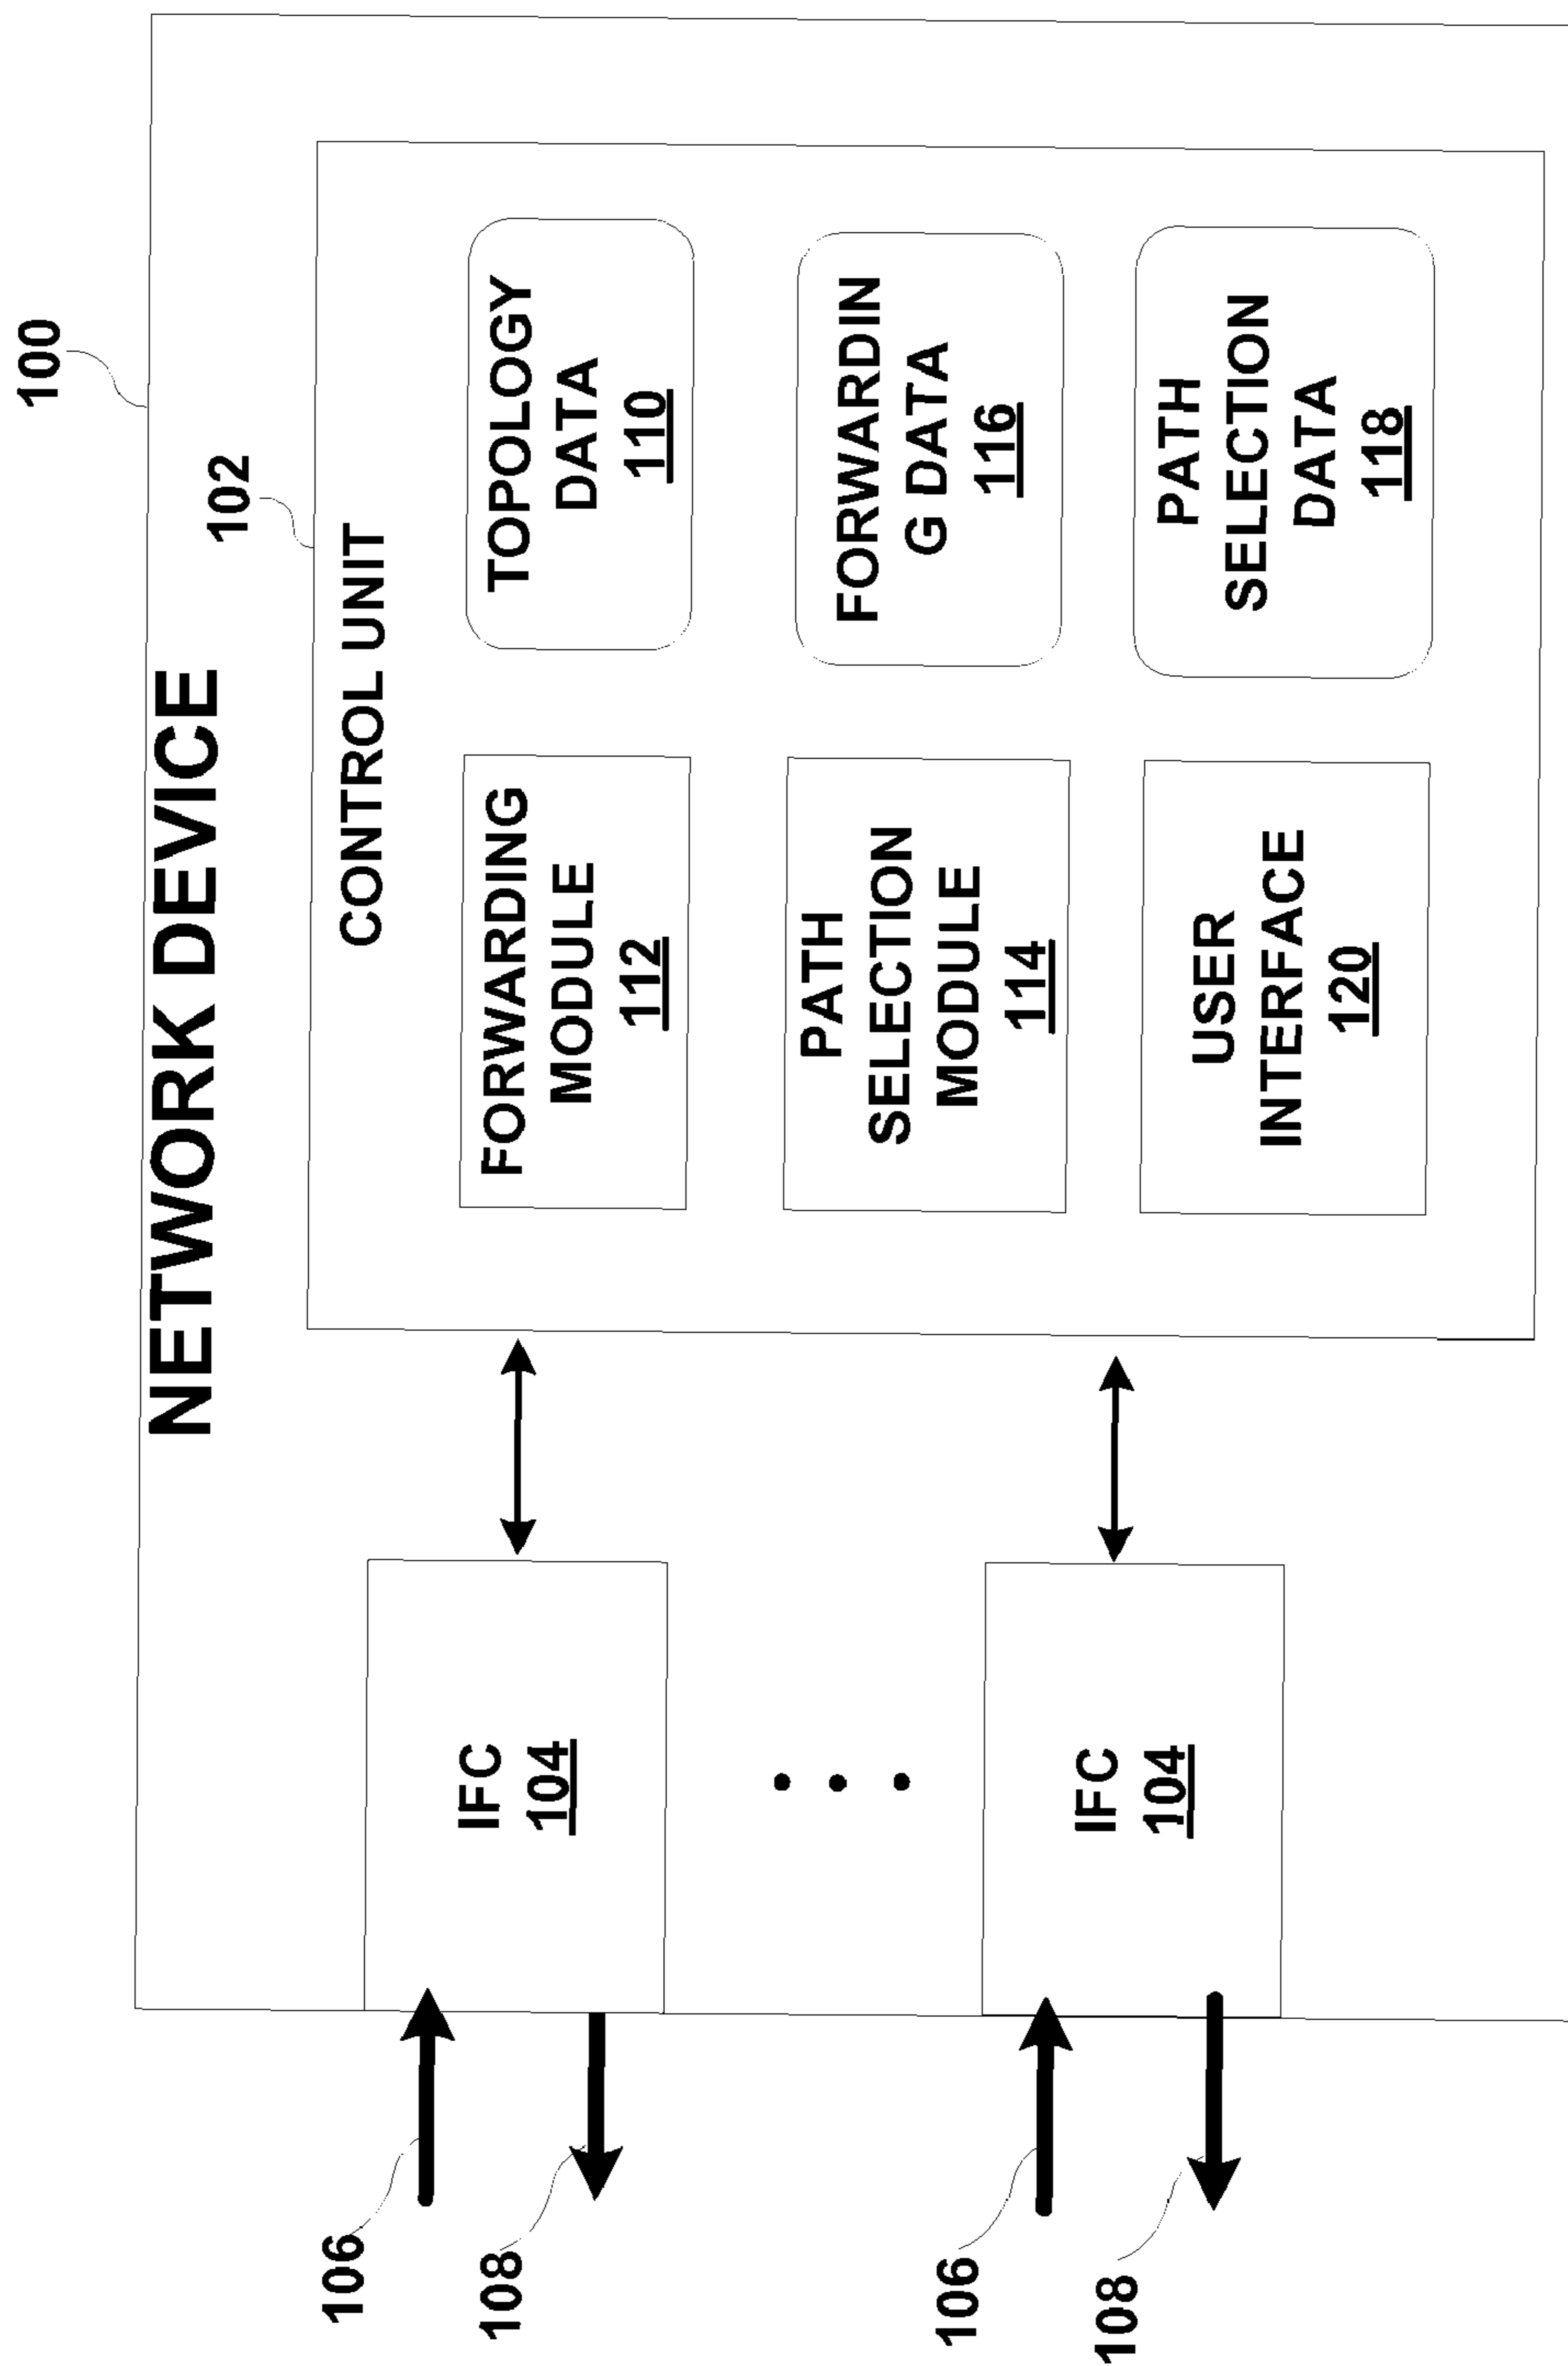 100
NETWORK DEVICE
102
CONTROL UNIT
106
108
IFC
104
FORWARDING
MODULE
112
TOPOLOGY
DATA
110
PATH
SELECTION
MODULE
114
FORWARDIN
G DATA
116
106
108
IFC
104
USER
INTERFACE
120
PATH
SELECTION
DATA
118